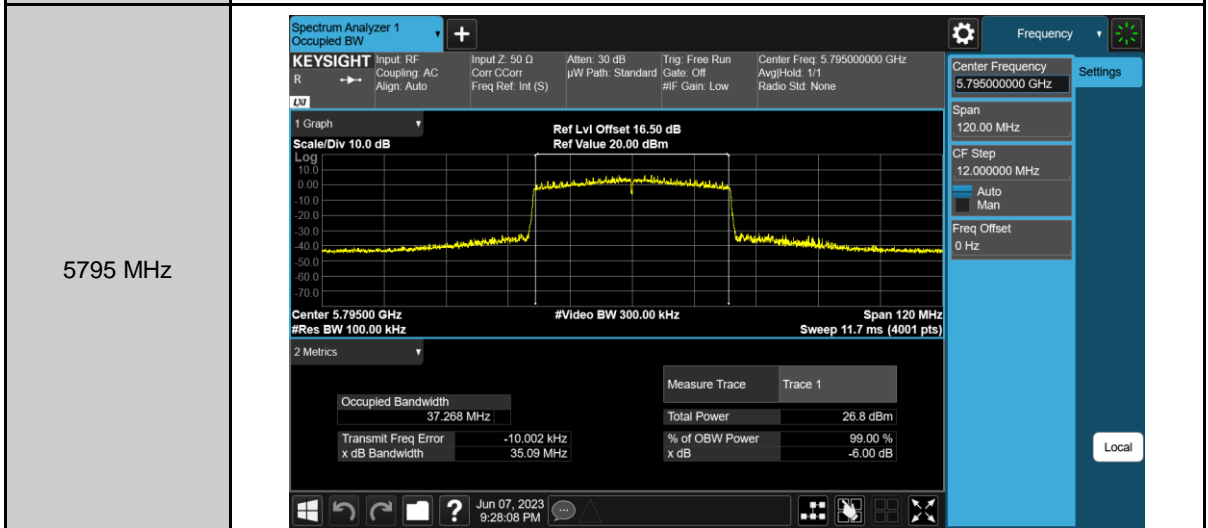 5795 MHz
Spectrum Analyzer 1
Occupied BW
+
Frequency
KEYSIGHT
R
LXI
Input: RF
Coupling: AC
Align: Auto
Input Z: 50 Ω
Corr CCorr
Freq Ref: Int (S)
Atten: 30 dB
µW Path: Standard
Trig: Free Run
Gate: Off
#IF Gain: Low
Center Freq: 5.795000000 GHz
Avg|Hold: 1/1
Radio Std: None
Center Frequency
5.795000000 GHz
Settings
Span
120.00 MHz
CF Step
12.000000 MHz
Auto
Man
Freq Offset
0 Hz
Local
1 Graph
Scale/Div 10.0 dB
Ref Lvl Offset 16.50 dB
Ref Value 20.00 dBm
Log
10.0
0.00
-10.0
-20.0
-30.0
-40.0
-50.0
-60.0
-70.0
Center 5.79500 GHz
#Video BW 300.00 kHz
Span 120 MHz
#Res BW 100.00 kHz
Sweep 11.7 ms (4001 pts)
2 Metrics
Measure Trace
Trace 1
Occupied Bandwidth
37.268 MHz
Total Power
26.8 dBm
Transmit Freq Error
-10.002 kHz
% of OBW Power
99.00 %
x dB Bandwidth
35.09 MHz
x dB
-6.00 dB
?
Jun 07, 2023
9:28:08 PM